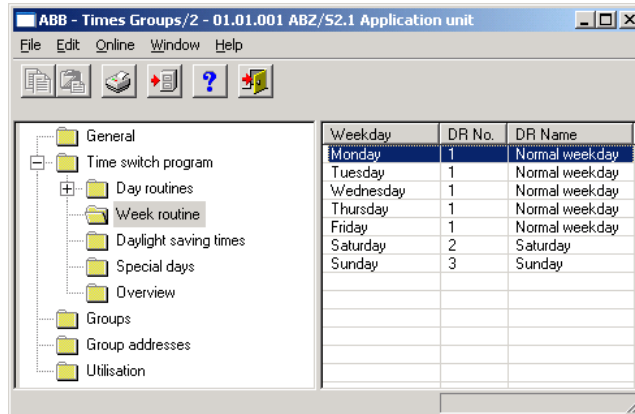 ABB - Times Groups/2 - 01.01.001 ABZ/S2.1 Application unit
File Edit Online Window Help
?
General
Time switch program
Day routines
Week routine
Daylight saving times
Special days
Overview
Groups
Group addresses
Utilisation
Weekday DR No. DR Name
Monday 1 Normal weekday
Tuesday 1 Normal weekday
Wednesday 1 Normal weekday
Thursday 1 Normal weekday
Friday 1 Normal weekday
Saturday 2 Saturday
Sunday 3 Sunday